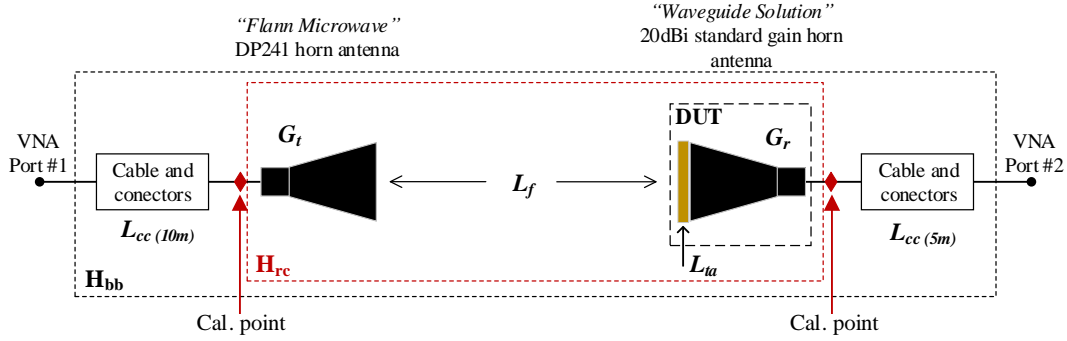 “Flann Microwave”
DP241 horn antenna
“Waveguide Solution”
20dBi standard gain horn
antenna
VNA
Port #1
Cable and
conectors
L_cc (10m)
G_t
L_f
DUT
G_r
L_ta
Cable and
conectors
L_cc (5m)
VNA
Port #2
H_bb
H_rc
Cal. point
Cal. point